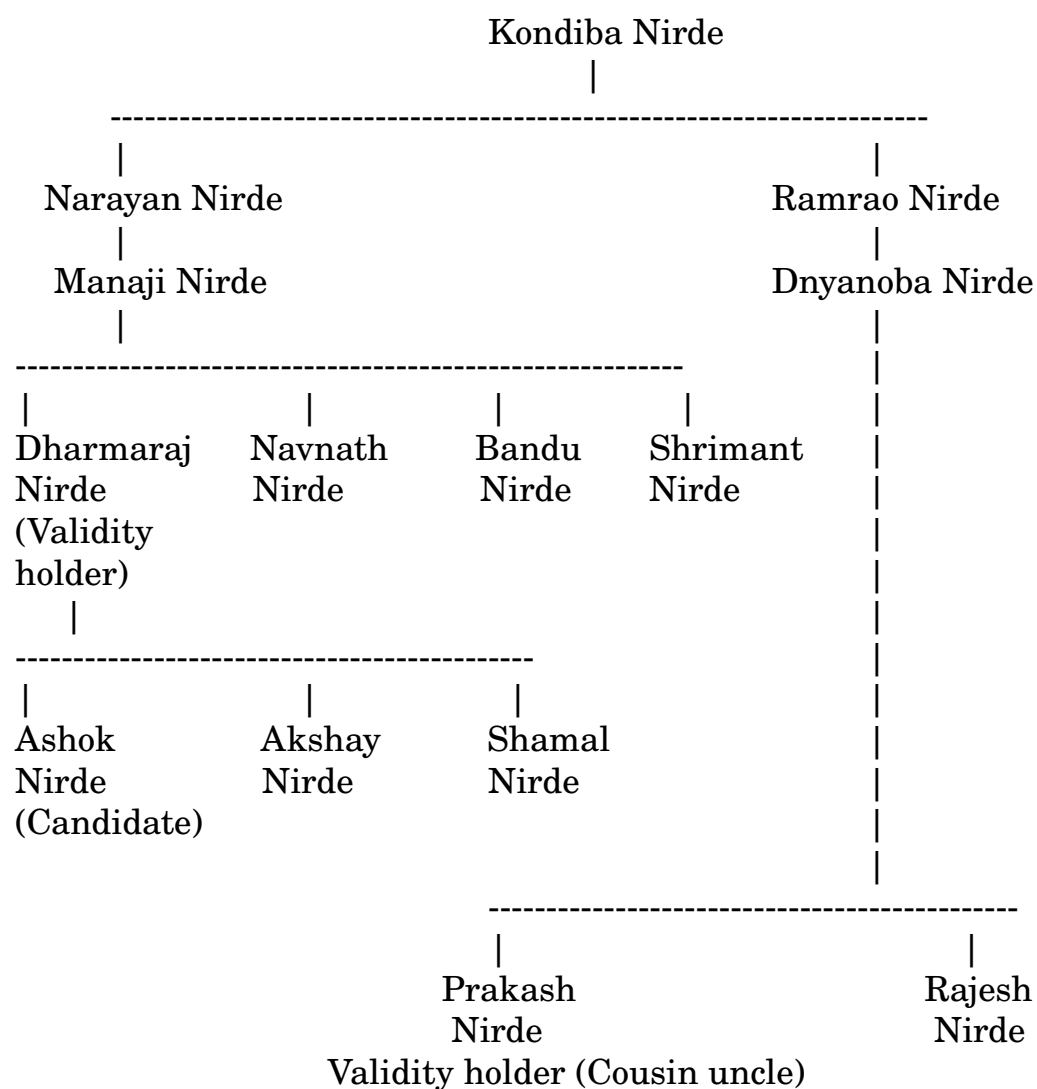 Kondiba Nirde
Narayan Nirde Ramrao Nirde
Manaji Nirde Dnyanoba Nirde
Dharmaraj Navnath Bandu Shrimant
Nirde Nirde Nirde Nirde
(Validity
holder)
Ashok Akshay Shamal
Nirde Nirde Nirde
(Candidate)
Prakash Rajesh
Nirde Nirde
Validity holder (Cousin uncle)